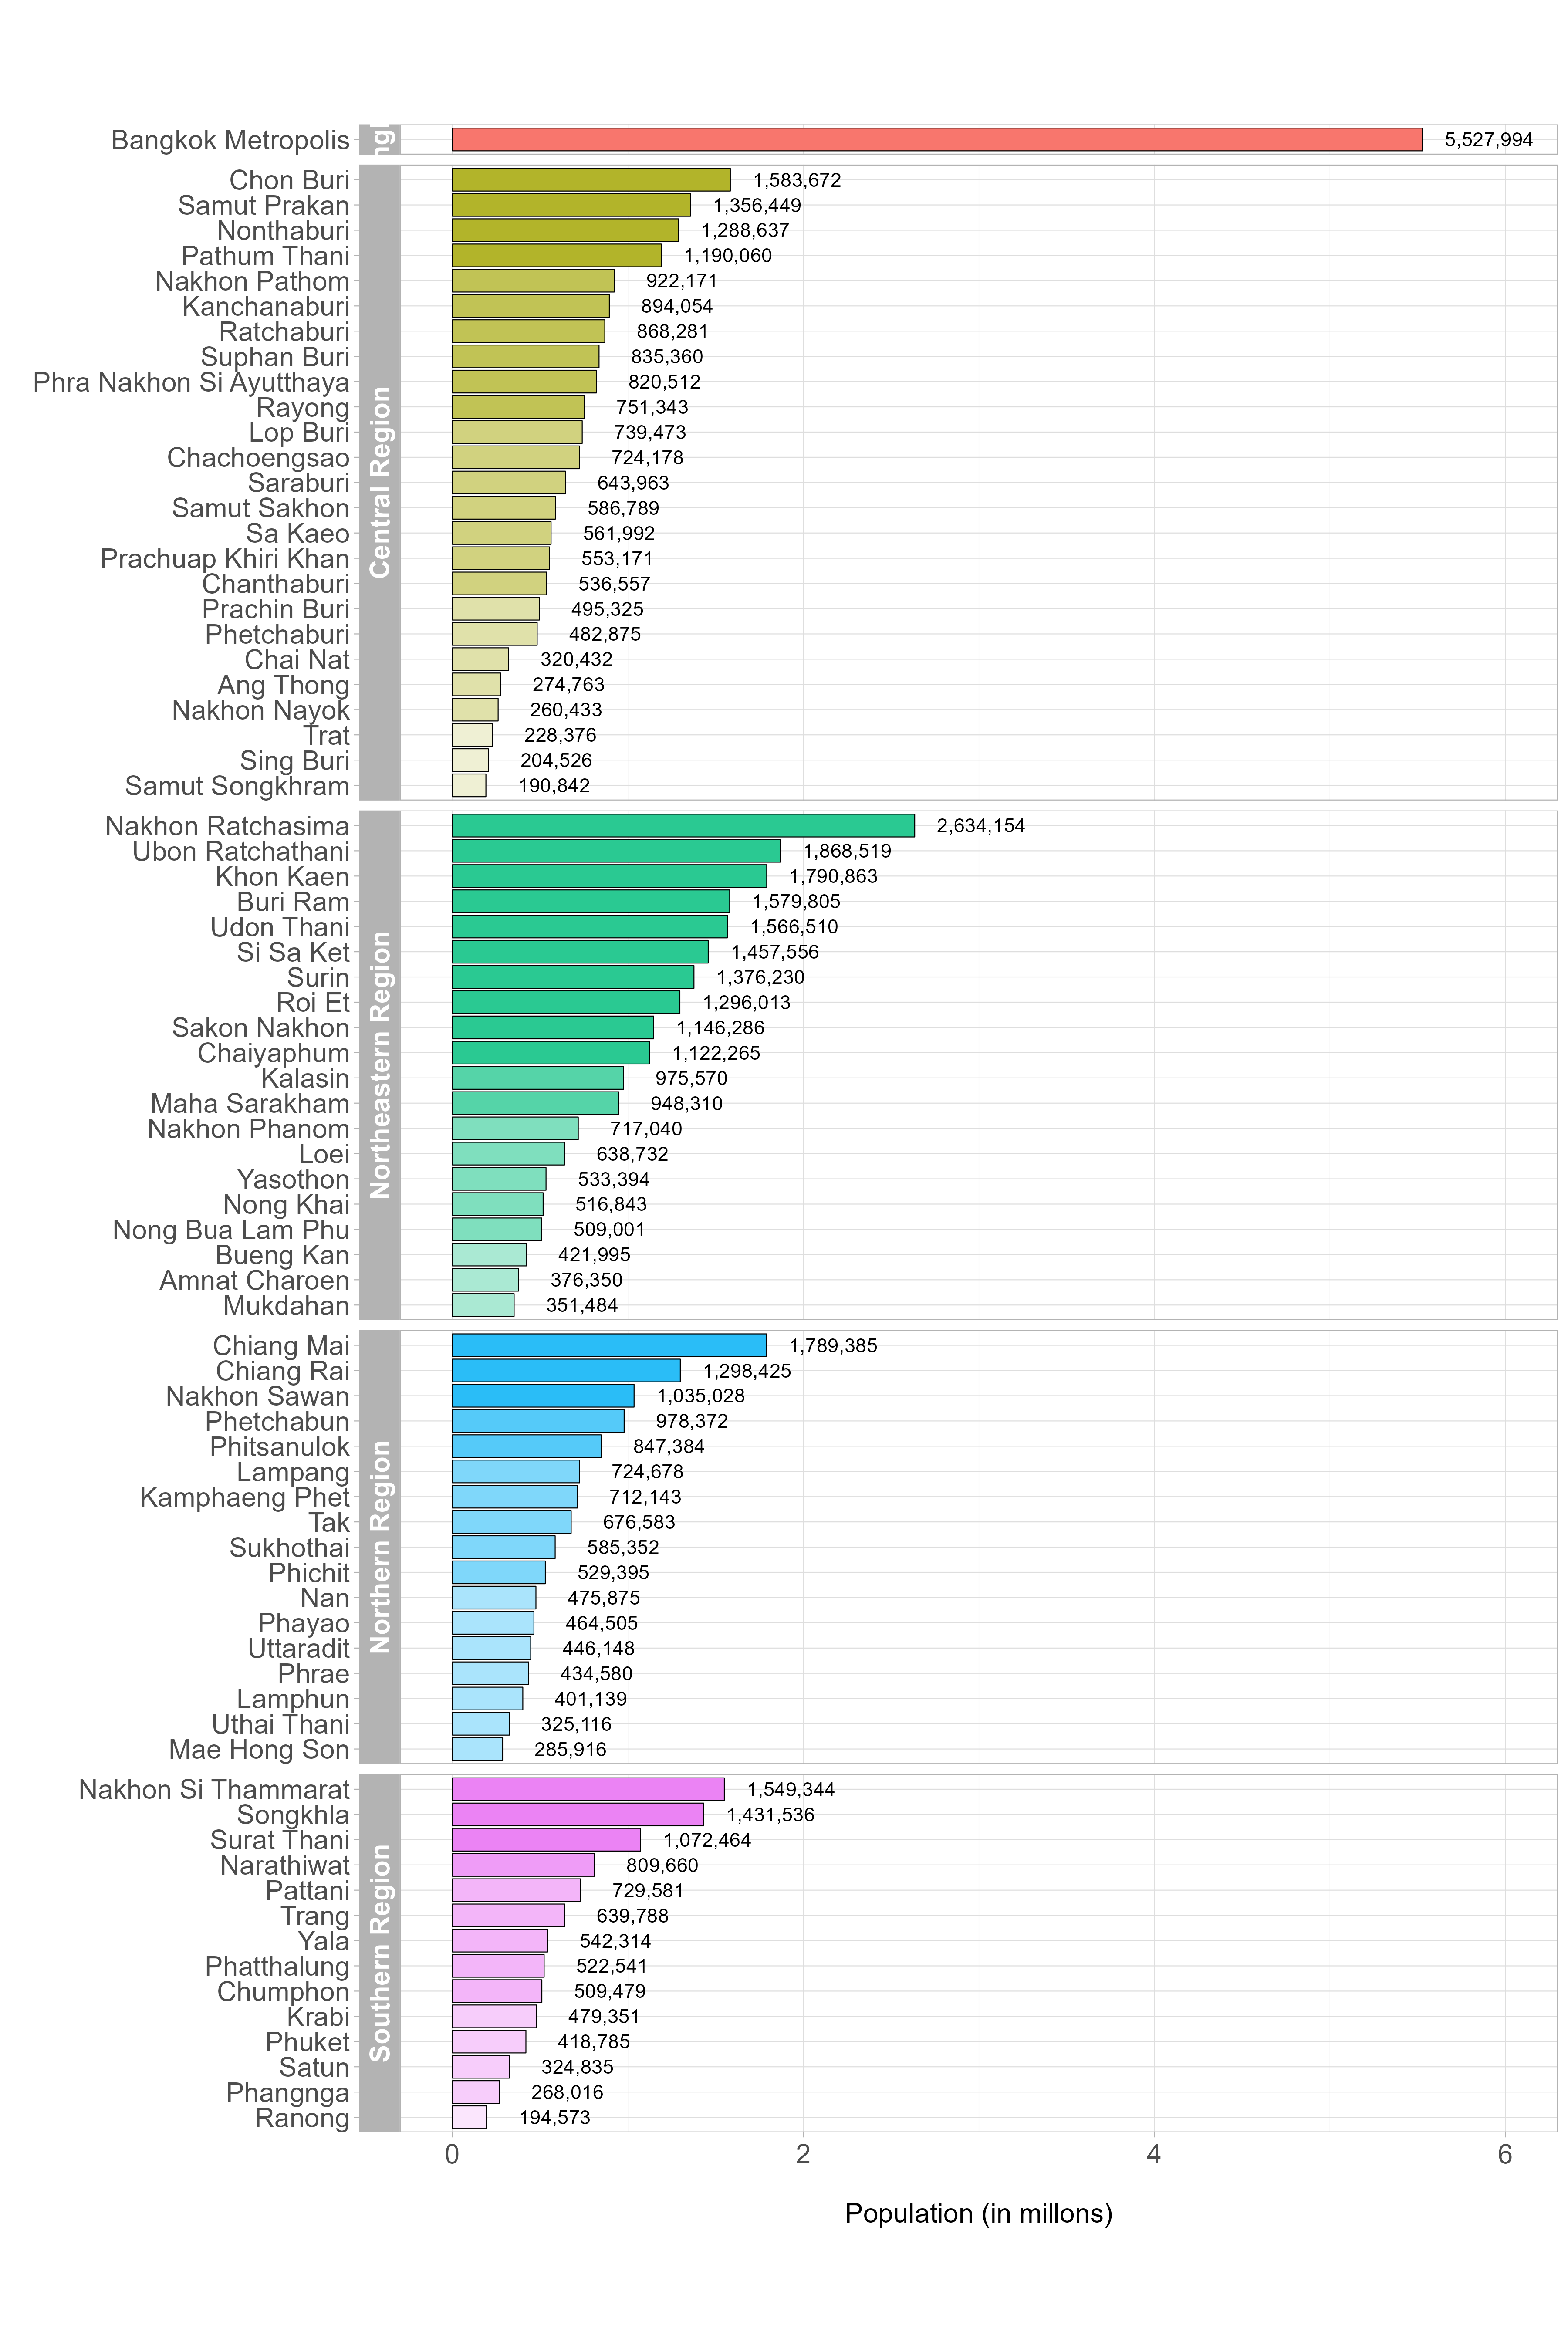 Bangkok Metropolis 5,527,994
Central Region
Chon Buri 1,583,672
Samut Prakan 1,356,449
Nonthaburi 1,288,637
Pathum Thani 1,190,060
Nakhon Pathom 922,171
Kanchanaburi 894,054
Ratchaburi 868,281
Suphan Buri 835,360
Phra Nakhon Si Ayutthaya 820,512
Rayong 751,343
Lop Buri 739,473
Chachoengsao 724,178
Saraburi 643,963
Samut Sakhon 586,789
Sa Kaeo 561,992
Prachuap Khiri Khan 553,171
Chanthaburi 536,557
Prachin Buri 495,325
Phetchaburi 482,875
Chai Nat 320,432
Ang Thong 274,763
Nakhon Nayok 260,433
Trat 228,376
Sing Buri 204,526
Samut Songkhram 190,842
Northeastern Region
Nakhon Ratchasima 2,634,154
Ubon Ratchathani 1,868,519
Khon Kaen 1,790,863
Buri Ram 1,579,805
Udon Thani 1,566,510
Si Sa Ket 1,457,556
Surin 1,376,230
Roi Et 1,296,013
Sakon Nakhon 1,146,286
Chaiyaphum 1,122,265
Kalasin 975,570
Maha Sarakham 948,310
Nakhon Phanom 717,040
Loei 638,732
Yasothon 533,394
Nong Khai 516,843
Nong Bua Lam Phu 509,001
Bueng Kan 421,995
Amnat Charoen 376,350
Mukdahan 351,484
Northern Region
Chiang Mai 1,789,385
Chiang Rai 1,298,425
Nakhon Sawan 1,035,028
Phetchabun 978,372
Phitsanulok 847,384
Lampang 724,678
Kamphaeng Phet 712,143
Tak 676,583
Sukhothai 585,352
Phichit 529,395
Nan 475,875
Phayao 464,505
Uttaradit 446,148
Phrae 434,580
Lamphun 401,139
Uthai Thani 325,116
Mae Hong Son 285,916
Southern Region
Nakhon Si Thammarat 1,549,344
Songkhla 1,431,536
Surat Thani 1,072,464
Narathiwat 809,660
Pattani 729,581
Trang 639,788
Yala 542,314
Phatthalung 522,541
Chumphon 509,479
Krabi 479,351
Phuket 418,785
Satun 324,835
Phangnga 268,016
Ranong 194,573
0 2 4 6
Population (in millons)